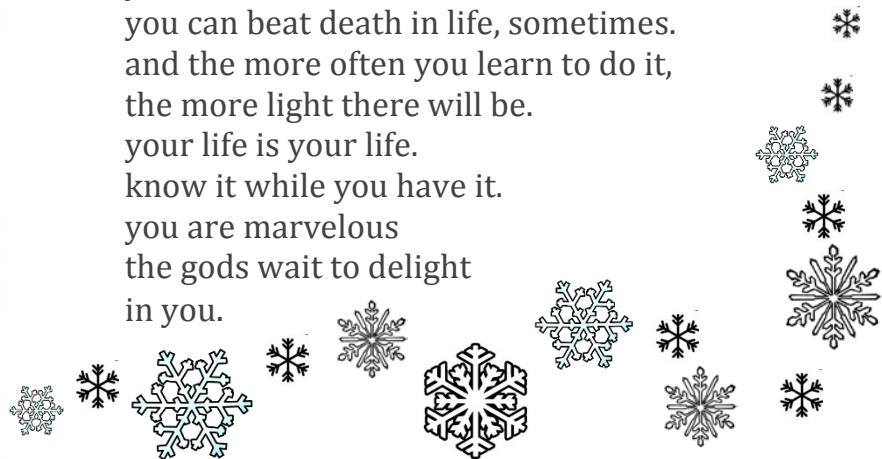 you can beat death in life, sometimes.
and the more often you learn to do it,
the more light there will be.
your life is your life.
know it while you have it.
you are marvelous
the gods wait to delight
in you.